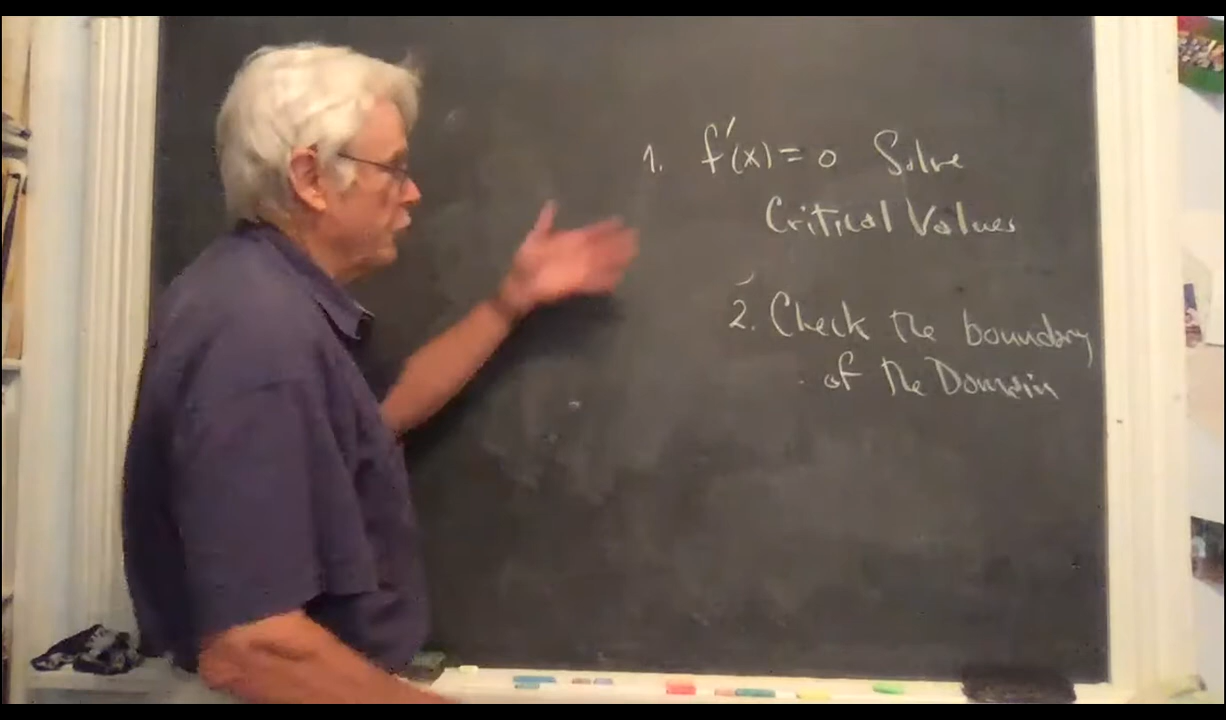 1. f'(x) = 0 Solve
Critical Values
2. Check the boundary
of the Domain